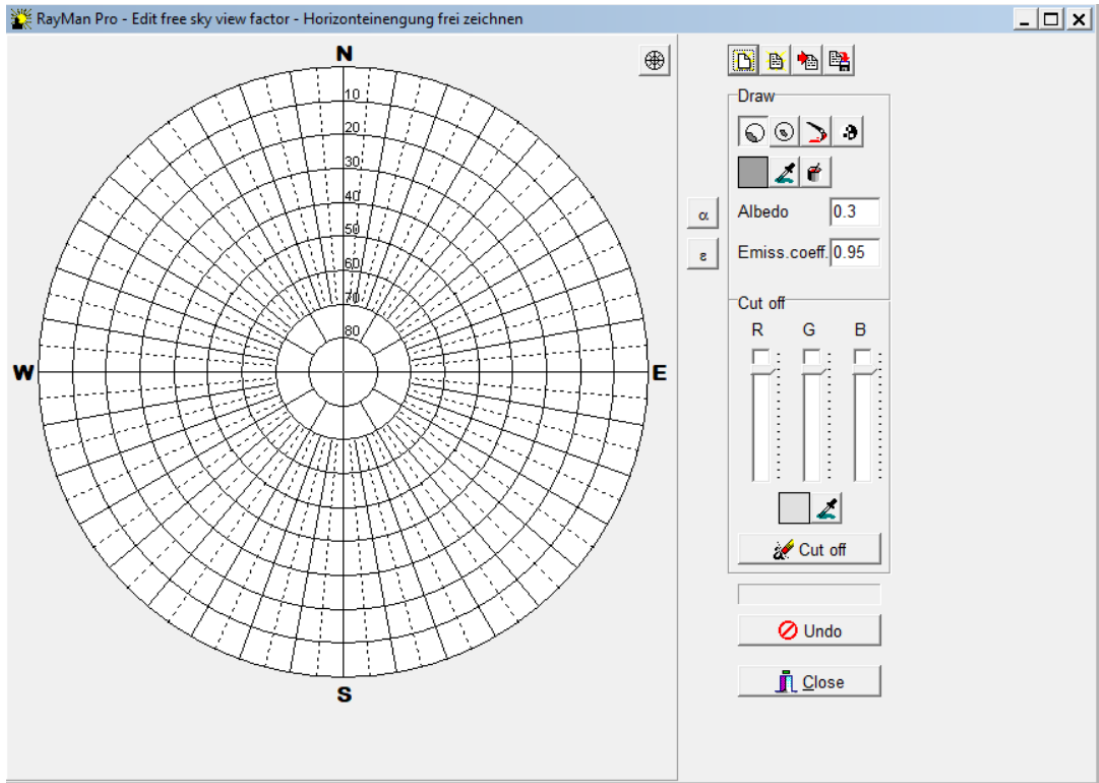 RayMan Pro - Edit free sky view factor - Horizonteinengung frei zeichnen
N
10
20
30
40
50
60
70
80
W
E
S
Draw
α
Albedo 0.3
ε
Emiss.coeff. 0.95
Cut off
R G B
Cut off
Undo
Close